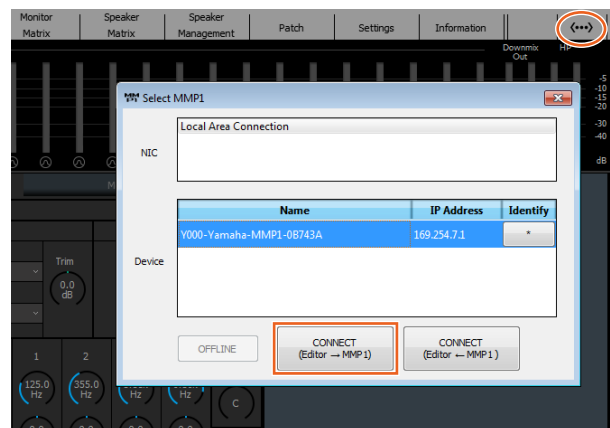 Monitor
Matrix
Speaker
Matrix
Speaker
Management
Patch
Settings
Information
Downmix
Out
HP
-5
-10
-15
-20
-30
-40
dB
Select MMP1
NIC
Local Area Connection
Device
Name
IP Address
Identify
Y000-Yamaha-MMP1-0B743A
169.254.7.1
*
OFFLINE
CONNECT
(Editor → MMP1)
CONNECT
(Editor ← MMP1 )
M
Trim
0.0
dB
1
2
125.0
Hz
355.0
Hz
Hz
Hz
C